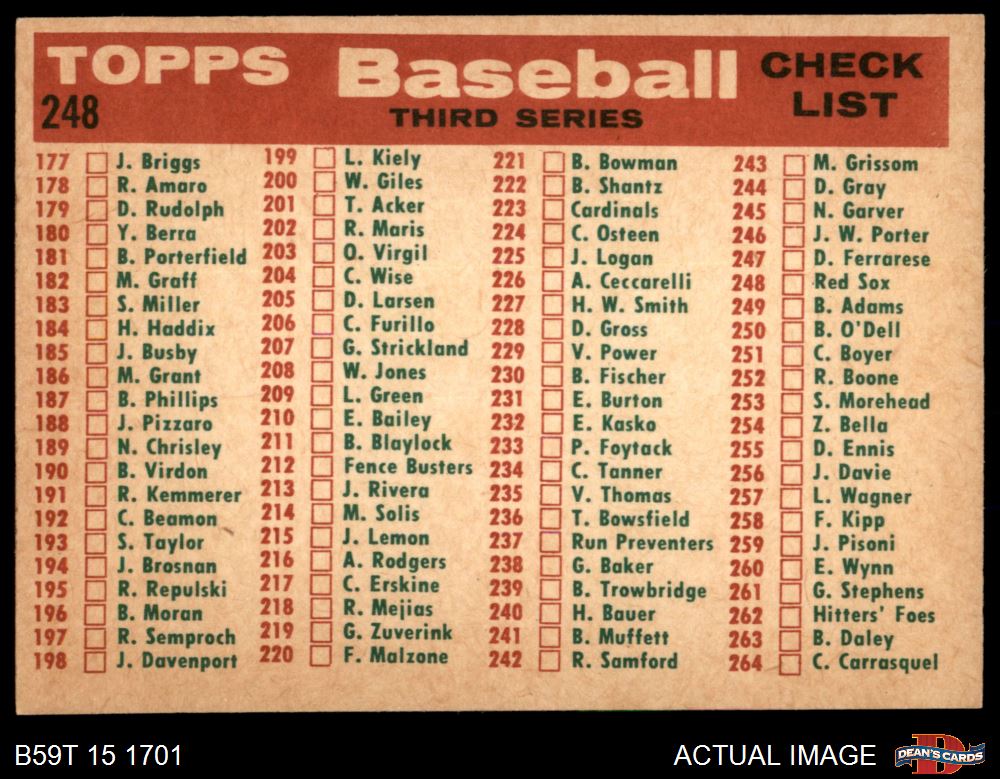 TOPPS Baseball CHECK LIST
248 THIRD SERIES
177 J. Briggs
178 R. Amaro
179 D. Rudolph
180 Y. Berra
181 B. Porterfield
182 M. Graff
183 S. Miller
184 H. Haddix
185 J. Busby
186 M. Grant
187 B. Phillips
188 J. Pizzaro
189 N. Chrisley
190 B. Virdon
191 R. Kemmerer
192 C. Beamon
193 S. Taylor
194 J. Brosnan
195 R. Repulski
196 B. Moran
197 R. Semproch
198 J. Davenport
199 L. Kiely
200 W. Giles
201 T. Acker
202 R. Maris
203 O. Virgil
204 C. Wise
205 D. Larsen
206 C. Furillo
207 G. Strickland
208 W. Jones
209 L. Green
210 E. Bailey
211 B. Blaylock
212 Fence Busters
213 J. Rivera
214 M. Solis
215 J. Lemon
216 A. Rodgers
217 C. Erskine
218 R. Mejias
219 G. Zuverink
220 F. Malzone
221 B. Bowman
222 B. Shantz
223 Cardinals
224 C. Osteen
225 J. Logan
226 A. Ceccarelli
227 H. W. Smith
228 D. Gross
229 V. Power
230 B. Fischer
231 E. Burton
232 E. Kasko
233 P. Foytack
234 C. Tanner
235 V. Thomas
236 T. Bowsfield
237 Run Preventers
238 G. Baker
239 B. Trowbridge
240 H. Bauer
241 B. Muffett
242 R. Samford
243 M. Grissom
244 D. Gray
245 N. Garver
246 J. W. Porter
247 D. Ferrarese
248 Red Sox
249 B. Adams
250 B. O'Dell
251 C. Boyer
252 R. Boone
253 S. Morehead
254 Z. Bella
255 D. Ennis
256 J. Davie
257 L. Wagner
258 F. Kipp
259 J. Pisoni
260 E. Wynn
261 G. Stephens
262 Hitters' Foes
263 B. Daley
264 C. Carrasquel
B59T 15 1701 ACTUAL IMAGE D DEAN'S CARDS